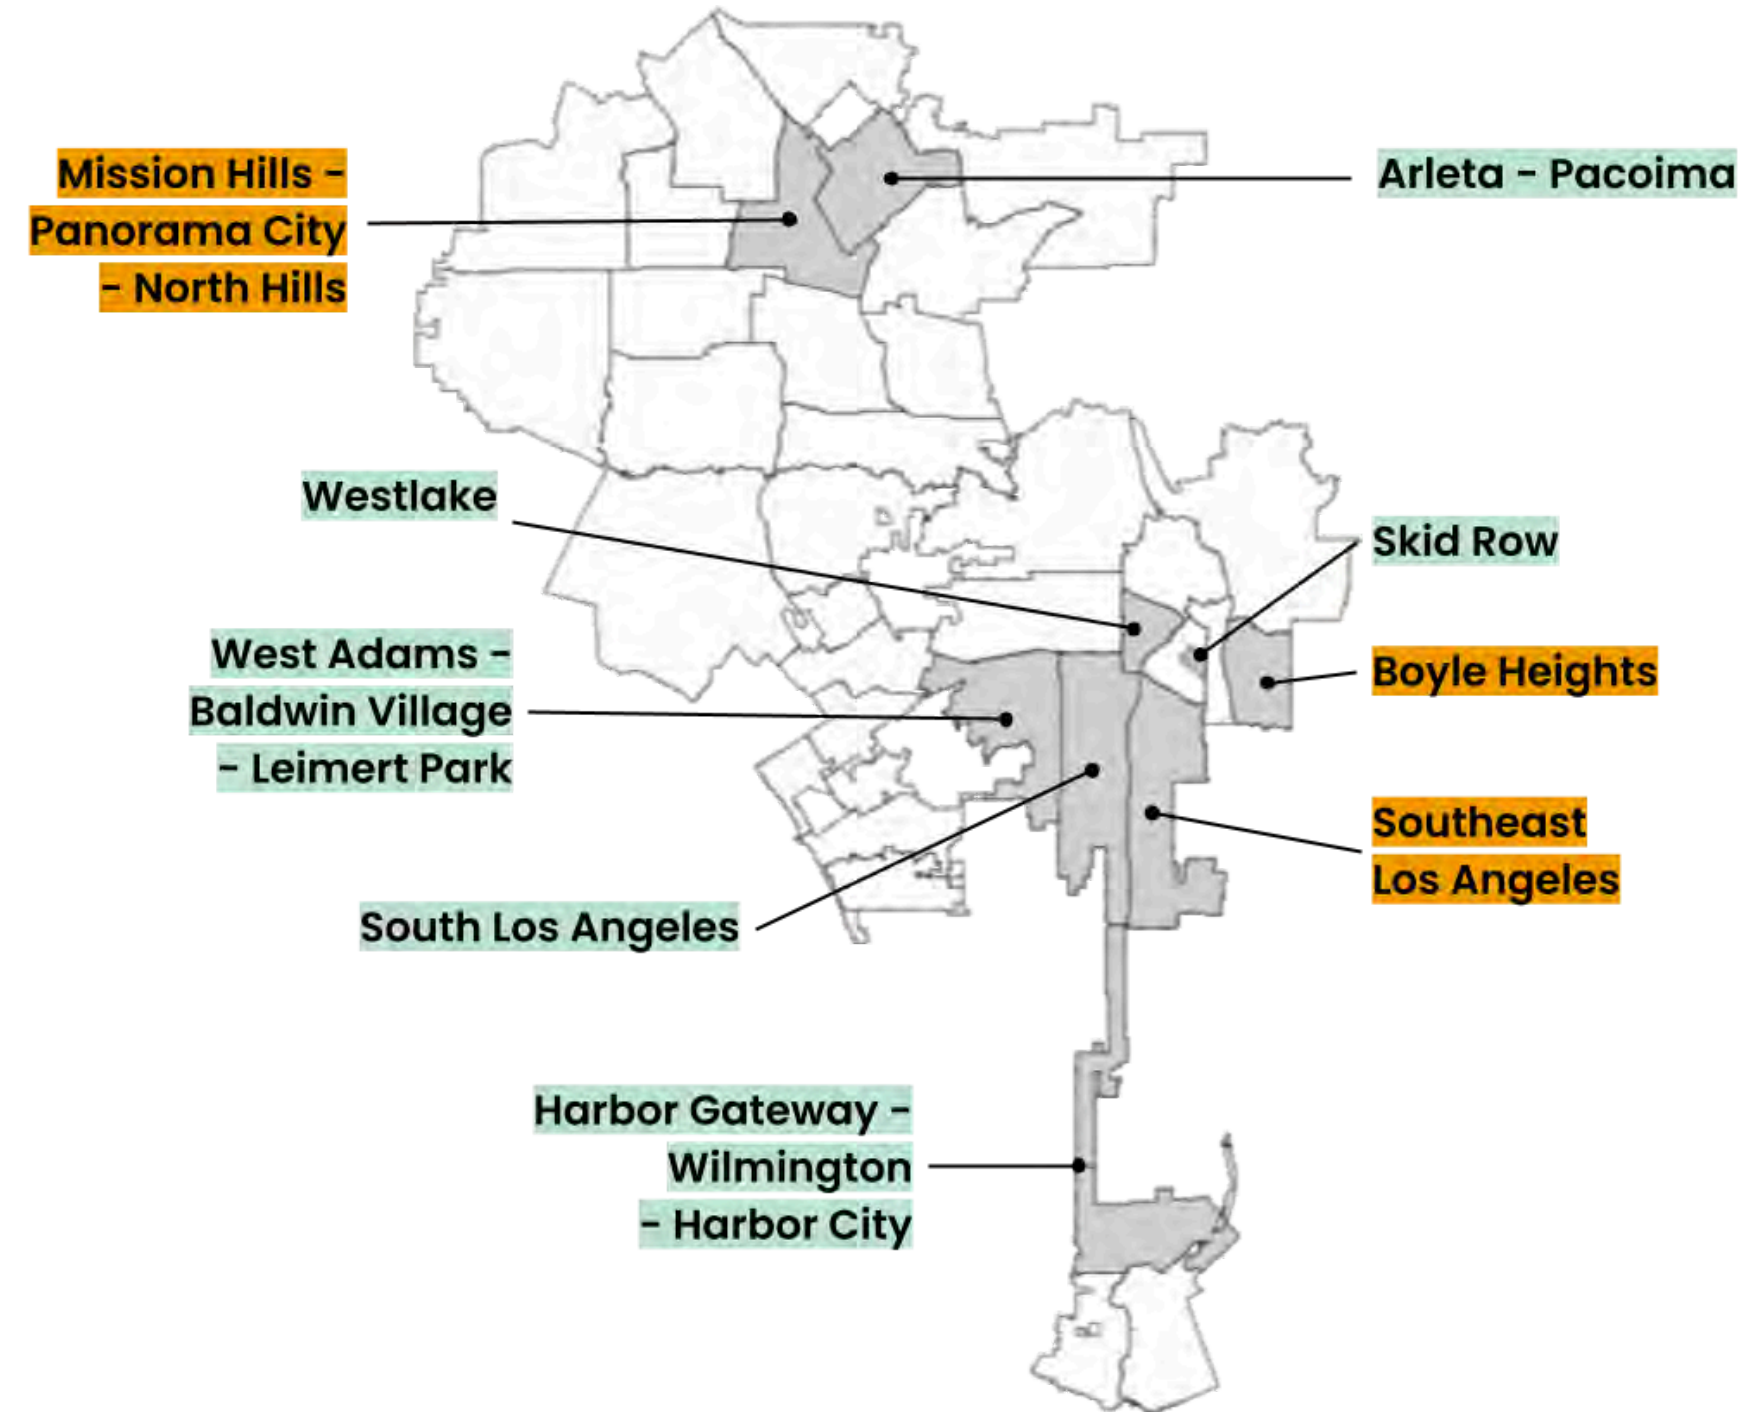 Mission Hills -
Panorama City
- North Hills
Arleta - Pacoima
Westlake
Skid Row
West Adams -
Baldwin Village
- Leimert Park
Boyle Heights
Southeast
Los Angeles
South Los Angeles
Harbor Gateway -
Wilmington
- Harbor City